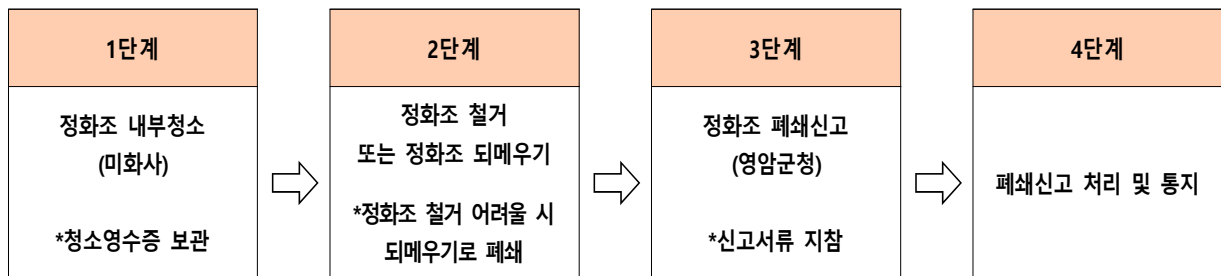 1단계
정화조 내부청소
(미화사)
*청소영수증 보관
2단계
정화조 철거
또는 정화조 되메우기
*정화조 철거 어려울 시
되메우기로 폐쇄
3단계
정화조 폐쇄신고
(영암군청)
*신고서류 지참
4단계
폐쇄신고 처리 및 통지